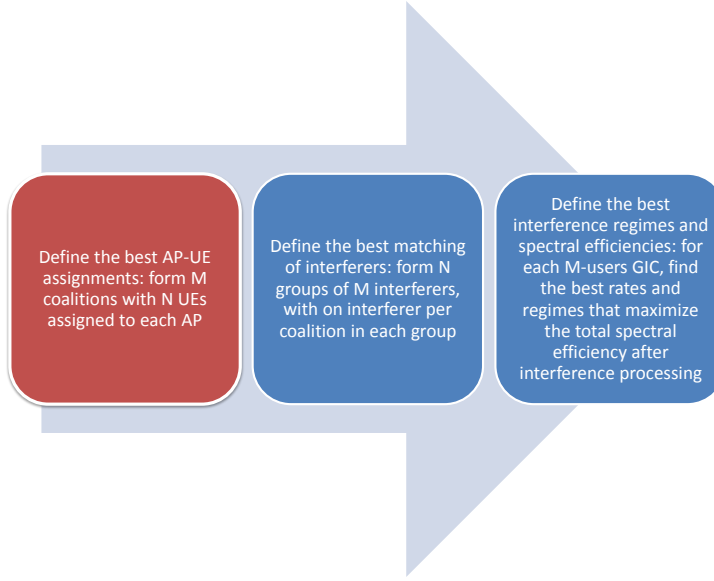 Define the best AP-UE
assignments: form M
coalitions with N UEs
assigned to each AP
Define the best matching
of interferers: form N
groups of M interferers,
with on interferer per
coalition in each group
Define the best
interference regimes and
spectral efficiencies: for
each M-users GIC, find
the best rates and
regimes that maximize
the total spectral
efficiency after
interference processing